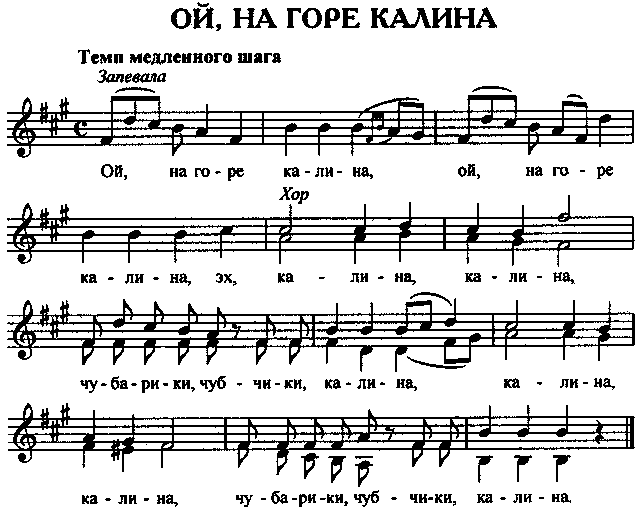 ОЙ, НА ГОРЕ КАЛИНА
Темп медленного шага
Запевала
Ой, на го - ре ка - ли - на, ой, на го - ре
Хор
ка - ли - на, эх, ка - ли - на, ка - ли - на,
чу - ба - ри - ки, чуб - чи - ки, ка - ли - на, ка - ли - на,
ка - ли - на, чу - ба - ри - ки, чуб - чи - ки, ка - ли - на.